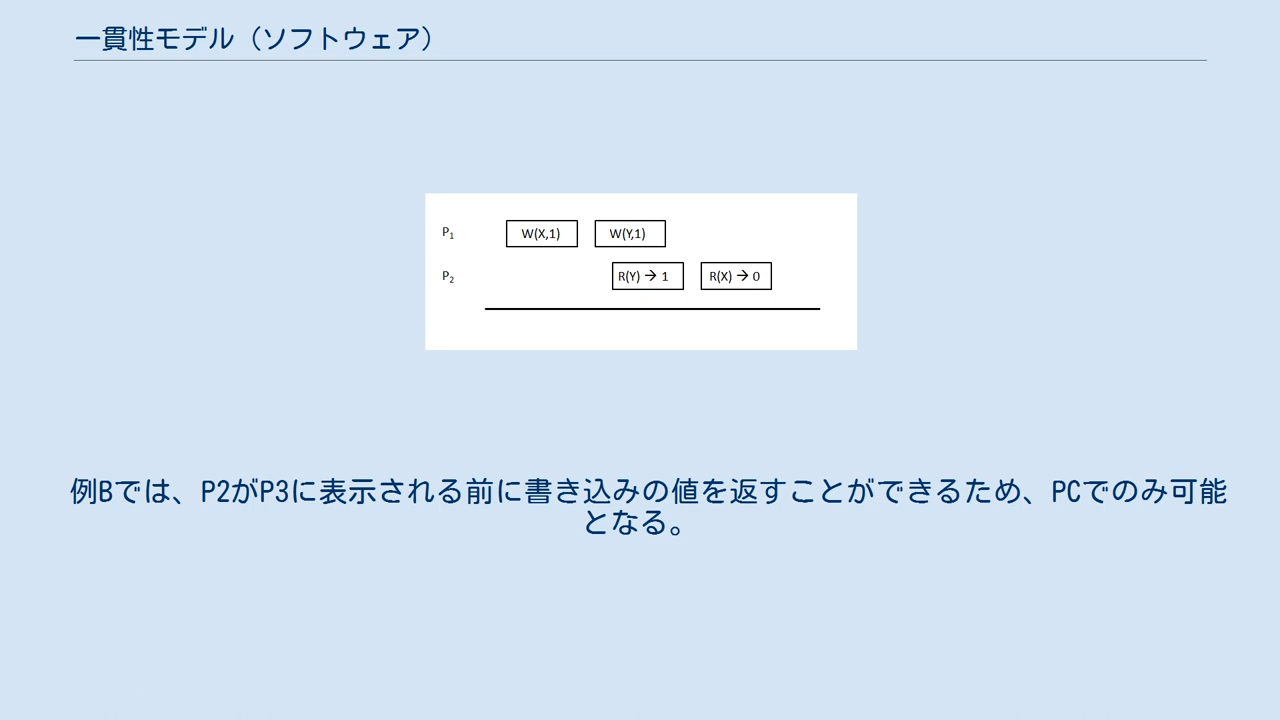 一貫性モデル（ソフトウェア）
P₁ W(X,1) W(Y,1)
P₂ R(Y) → 1 R(X) → 0
例Bでは、P2がP3に表示される前に書き込みの値を返すことができるため、PCでのみ可能
となる。